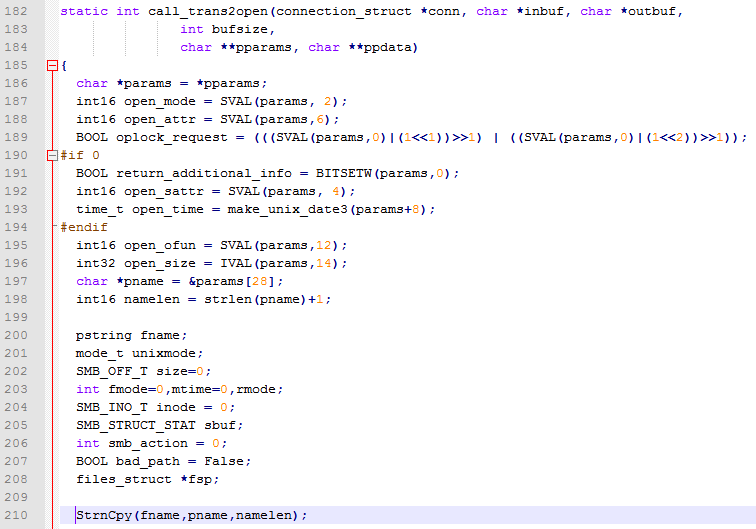 182 static int call_trans2open(connection_struct *conn, char *inbuf, char *outbuf,
183 int bufsize,
184 char **pparams, char **ppdata)
185 {
186 char *params = *pparams;
187 int16 open_mode = SVAL(params, 2);
188 int16 open_attr = SVAL(params,6);
189 BOOL oplock_request = (((SVAL(params,0)|(1<<1))>>1) | ((SVAL(params,0)|(1<<2))>>1));
190 #if 0
191 BOOL return_additional_info = BITSETW(params,0);
192 int16 open_sattr = SVAL(params, 4);
193 time_t open_time = make_unix_date3(params+8);
194 #endif
195 int16 open_ofun = SVAL(params,12);
196 int32 open_size = IVAL(params,14);
197 char *pname = &params[28];
198 int16 namelen = strlen(pname)+1;
199
200 pstring fname;
201 mode_t unixmode;
202 SMB_OFF_T size=0;
203 int fmode=0,mtime=0,rmode;
204 SMB_INO_T inode = 0;
205 SMB_STRUCT_STAT sbuf;
206 int smb_action = 0;
207 BOOL bad_path = False;
208 files_struct *fsp;
209
210 StrnCpy(fname,pname,namelen);